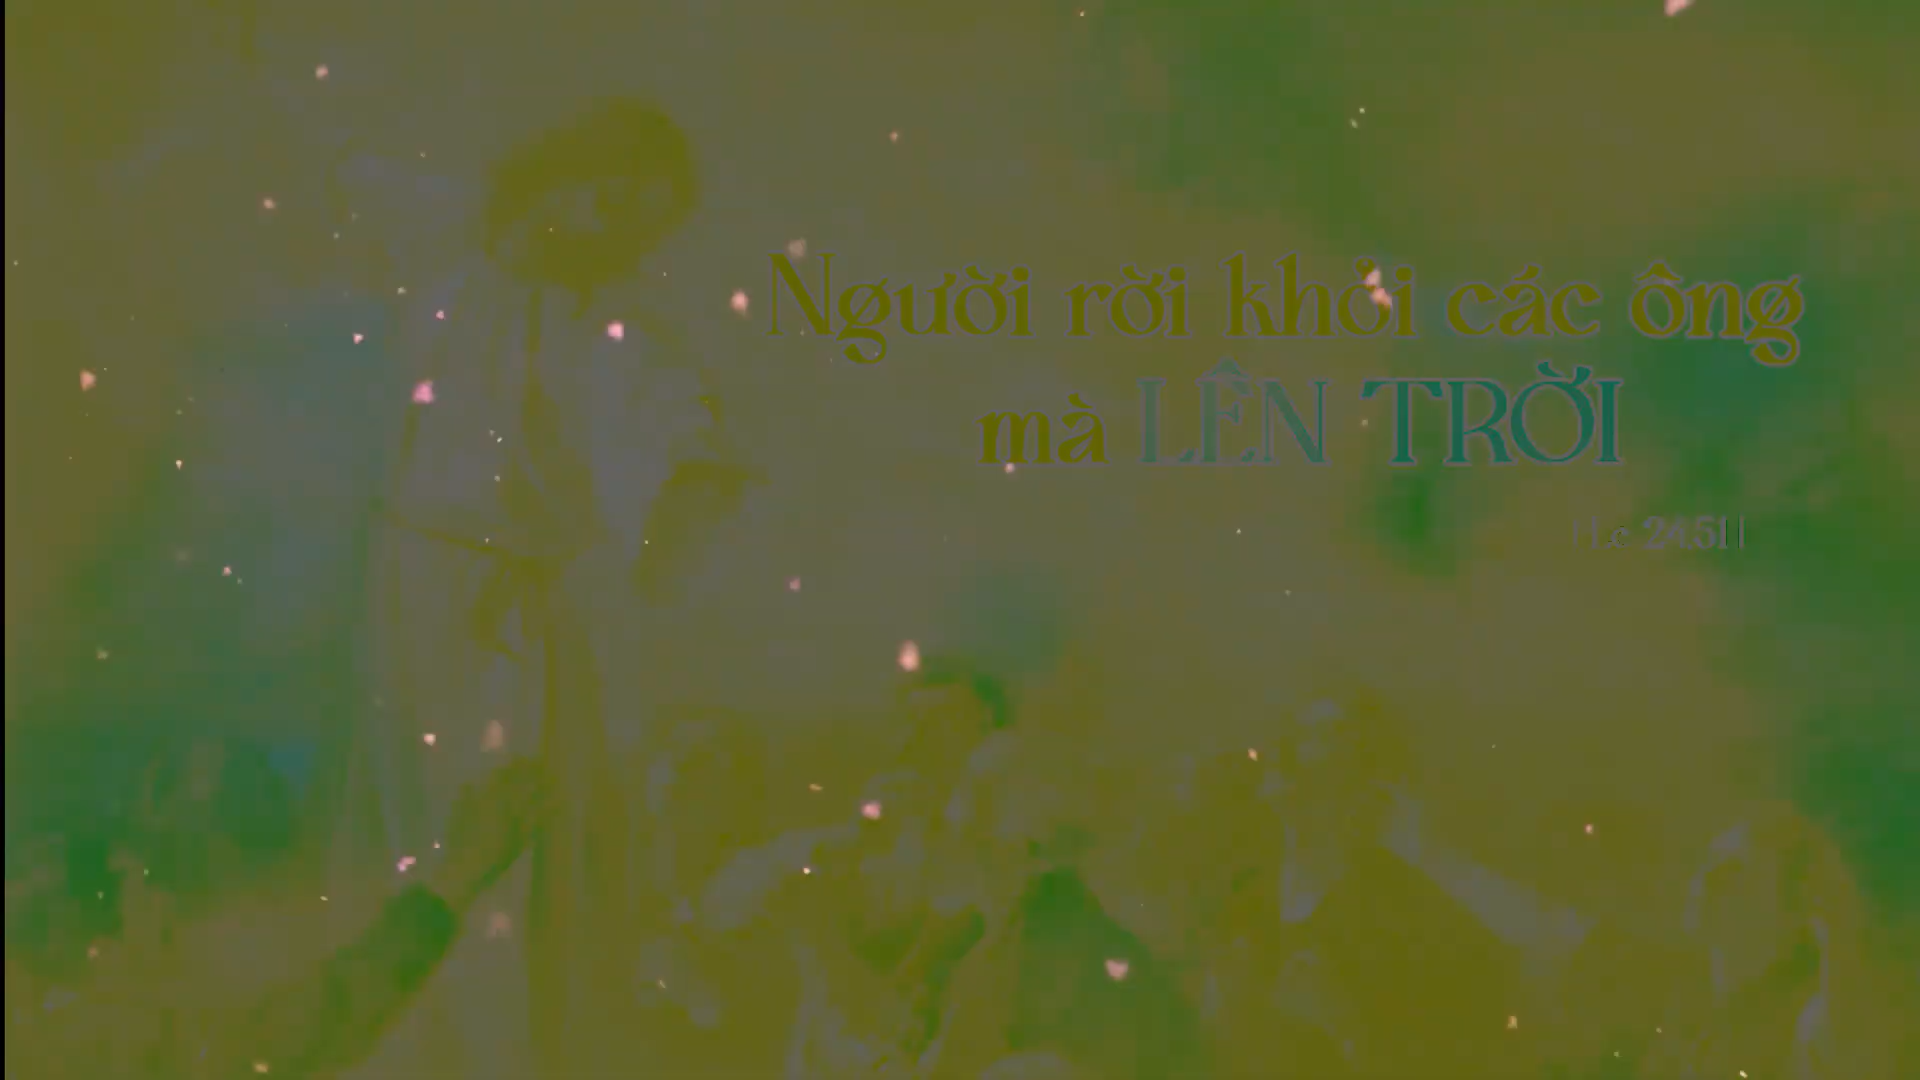 Người rời khỏi các ông
mà LÊN TRỜI
| Lc 24.51 |